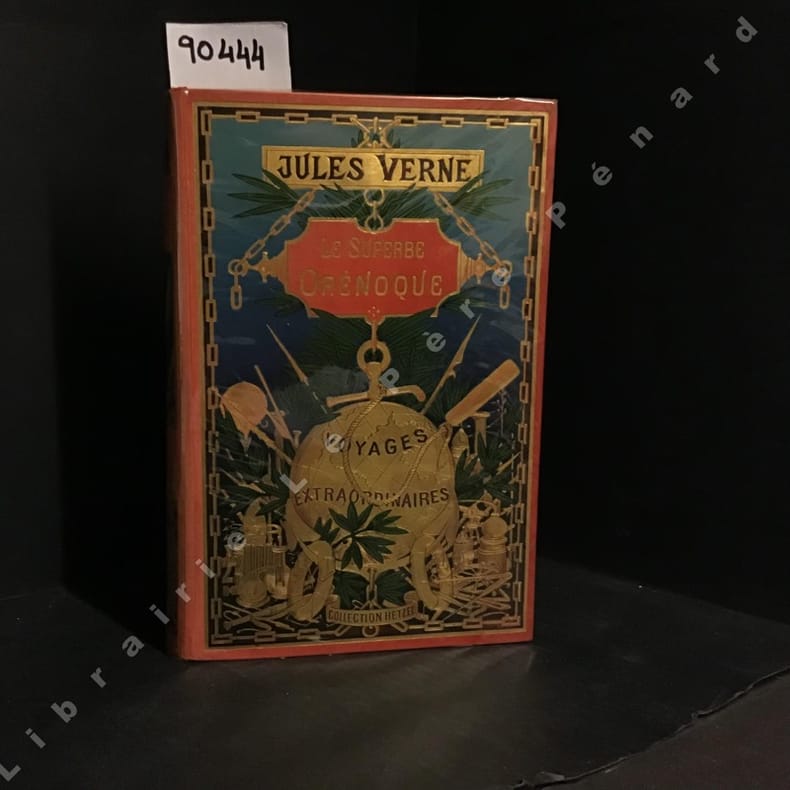 90444
JULES VERNE
LE SUPERBE
ORÉNOQUE
VOYAGES
EXTRAORDINAIRES
COLLECTION HETZEL
Librairie Le Père Pénard